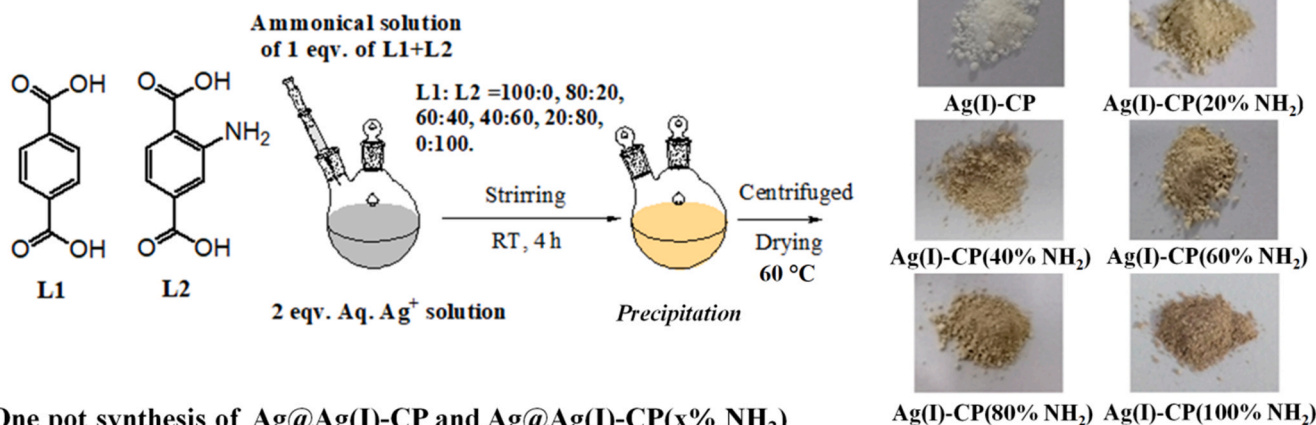 Ammonical solution
of 1 eqv. of L1+L2
O
OH
O
OH
L1
O
OH
NH₂
O
OH
L2
L1: L2 =100:0, 80:20,
60:40, 40:60, 20:80,
0:100.
2 eqv. Aq. Ag⁺ solution
Strirring
RT, 4 h
Precipitation
Centrifuged
Drying
60 °C
Ag(I)-CP
Ag(I)-CP(20% NH₂)
Ag(I)-CP(40% NH₂)
Ag(I)-CP(60% NH₂)
Ag(I)-CP(80% NH₂)
Ag(I)-CP(100% NH₂)
One pot synthesis of Ag@Ag(I)-CP and Ag@Ag(I)-CP(x% NH₂)